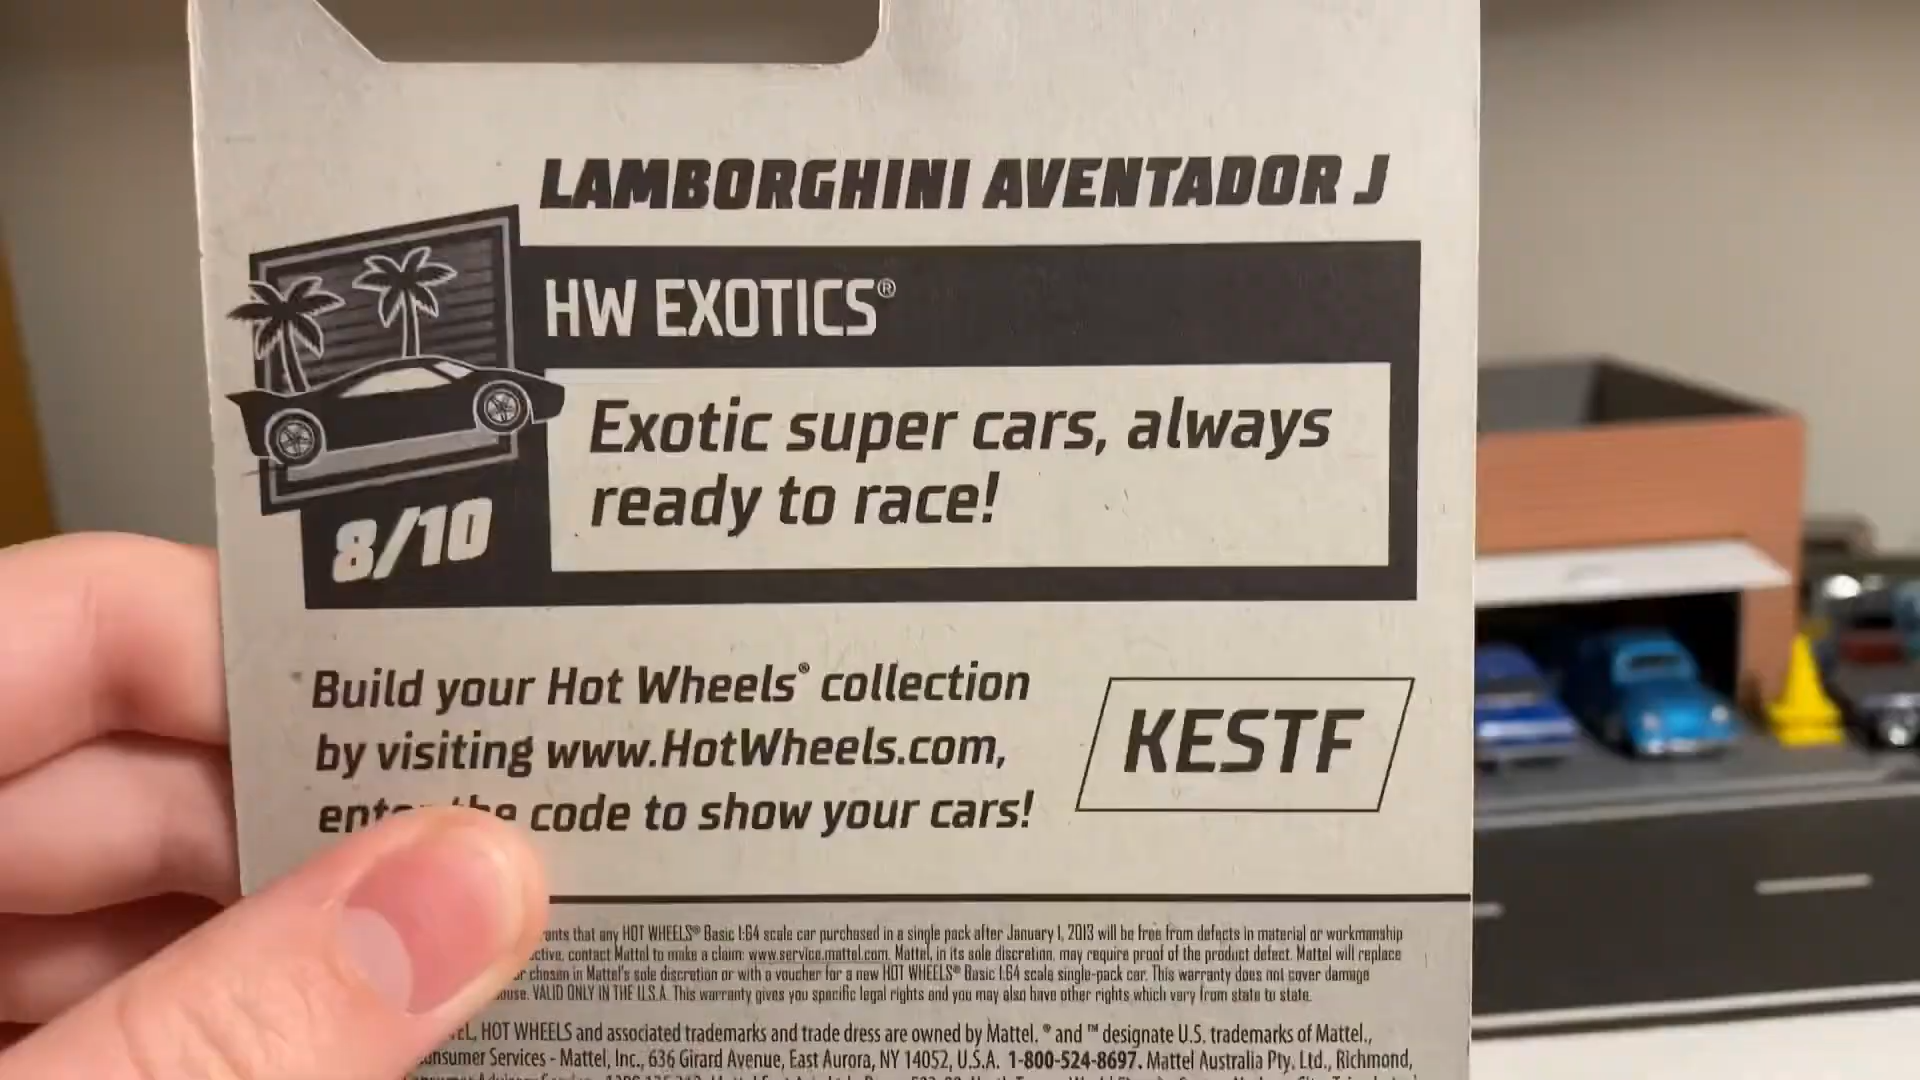 LAMBORGHINI AVENTADOR J
HW EXOTICS®
Exotic super cars, always
ready to race!
8/10
Build your Hot Wheels® collection
by visiting www.HotWheels.com,
code to show your cars!
KESTF
that any HOT WHEELS® Basic 1:64 scale car purchased in a single pack after January 1, 2013 will be free from defects in material or workmanship
contact Mattel to make a claim: www.service.mattel.com. Mattel, in its sole discretion, may require proof of the product defect. Mattel will replace
chosen in Mattel's sole discretion or with a voucher for a new HOT WHEELS® Basic 1:64 scale single-pack car. This warranty does not cover damage
VALID ONLY IN THE U.S.A. This warranty gives you specific legal rights and you may also have other rights which vary from state to state.
HOT WHEELS and associated trademarks and trade dress are owned by Mattel. ® and ™ designate U.S. trademarks of Mattel.,
Services - Mattel, Inc., 636 Girard Avenue, East Aurora, NY 14052, U.S.A. 1-800-524-8697. Mattel Australia Pty. Ltd., Richmond,